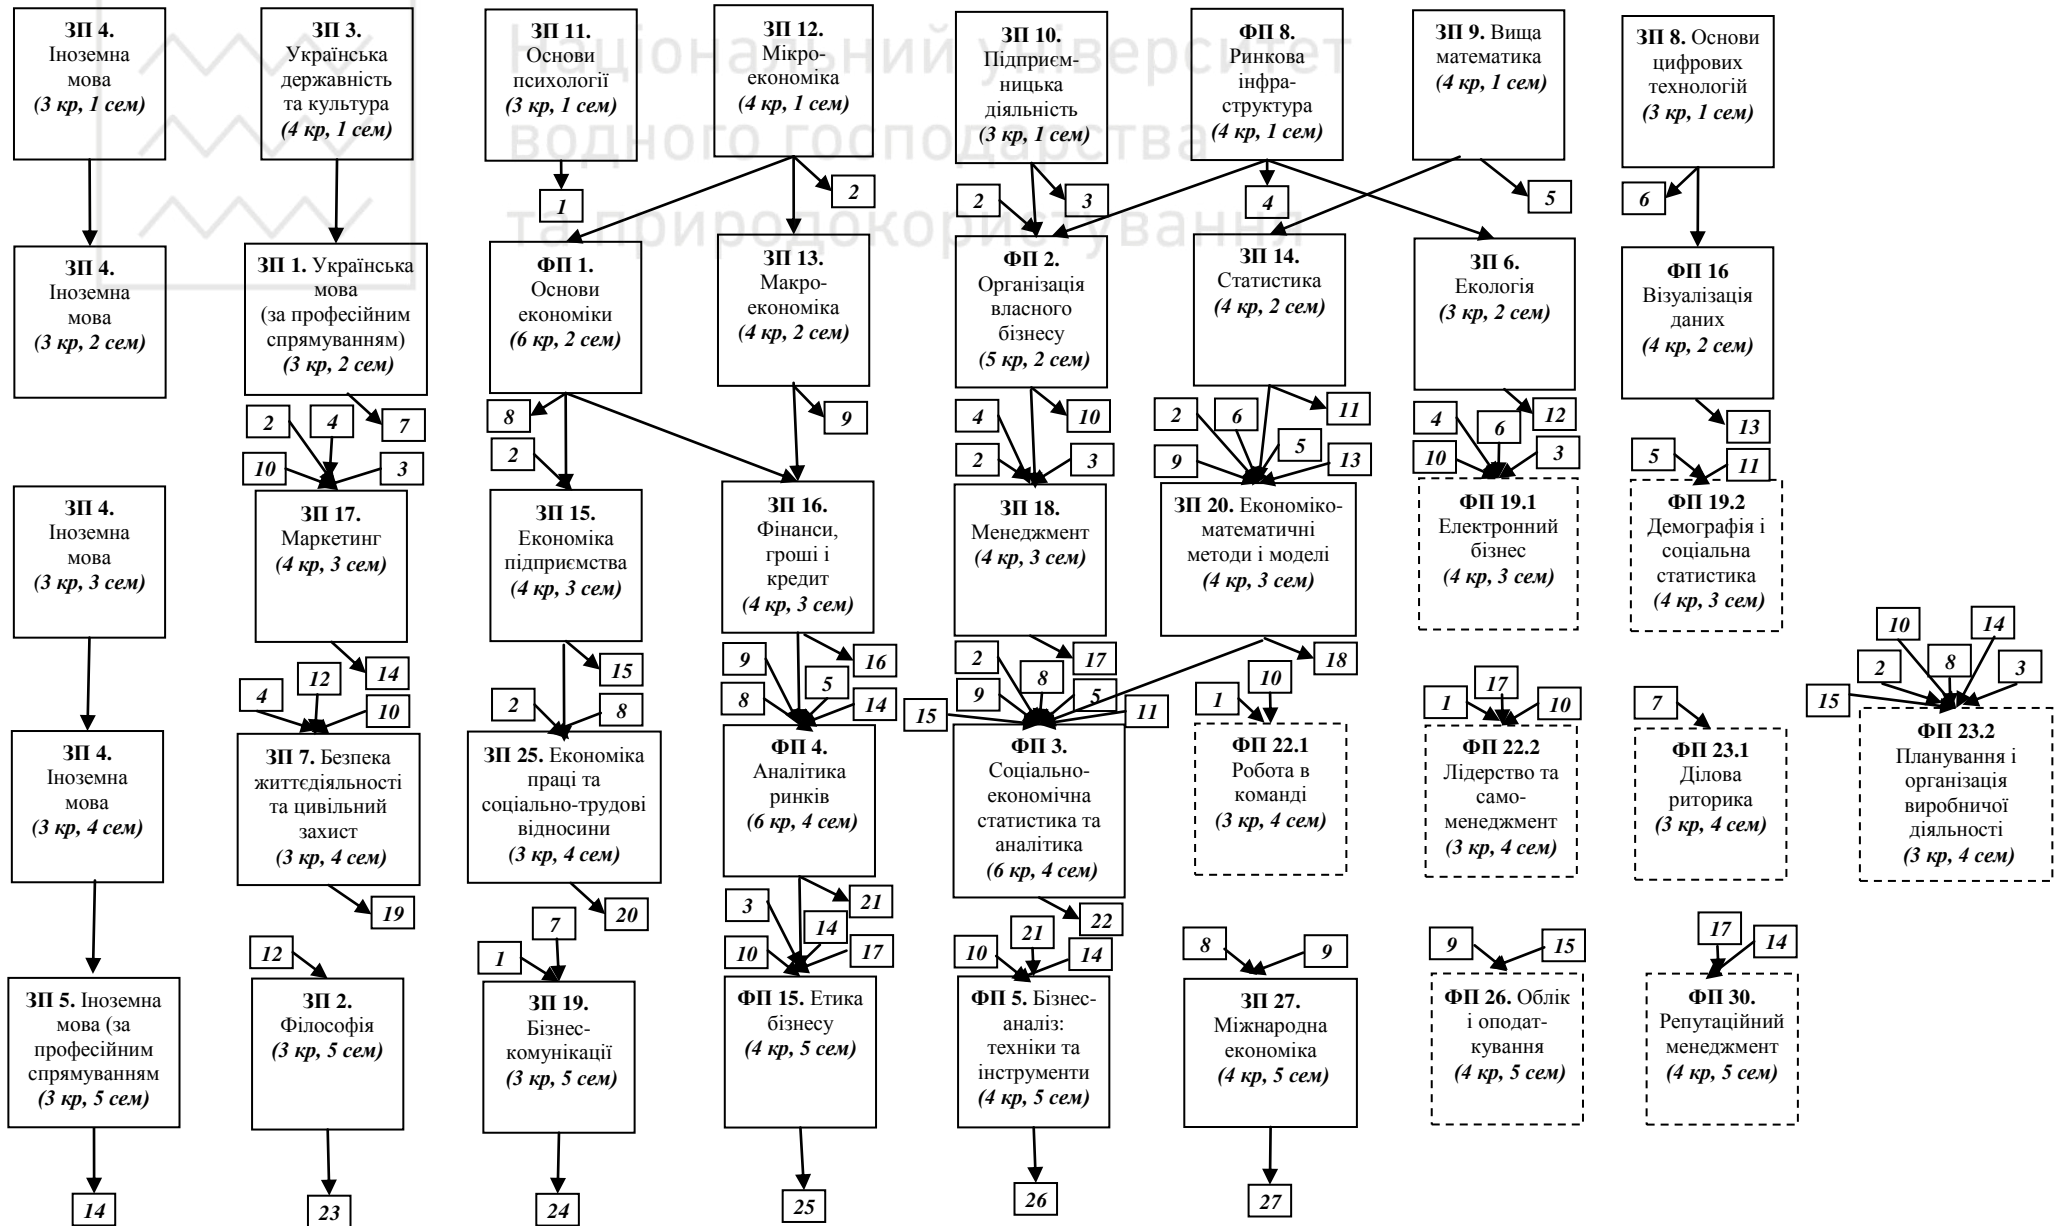 Національний університет
водного господарства
та природокористування
ЗП 4.
Іноземна
мова
(3 кр, 1 сем)
ЗП 3.
Українська
державність
та культура
(4 кр, 1 сем)
ЗП 11.
Основи
психології
(3 кр, 1 сем)
ЗП 12.
Мікро-
економіка
(4 кр, 1 сем)
ЗП 10.
Підприєм-
ницька
діяльність
(3 кр, 1 сем)
ФП 8.
Ринкова
інфра-
структура
(4 кр, 1 сем)
ЗП 9. Вища
математика
(4 кр, 1 сем)
ЗП 8. Основи
цифрових
технологій
(3 кр, 1 сем)
1
2
2
3
4
5
6
ЗП 4.
Іноземна
мова
(3 кр, 2 сем)
ЗП 1. Українська
мова
(за професійним
спрямуванням)
(3 кр, 2 сем)
ФП 1.
Основи
економіки
(6 кр, 2 сем)
ЗП 13.
Макро-
економіка
(4 кр, 2 сем)
ФП 2.
Організація
власного
бізнесу
(5 кр, 2 сем)
ЗП 14.
Статистика
(4 кр, 2 сем)
ЗП 6.
Екологія
(3 кр, 2 сем)
ФП 16
Візуалізація
даних
(4 кр, 2 сем)
2
4
7
10
3
8
2
9
4
10
2
3
2
6
11
9
5
13
4
6
12
10
3
13
5
11
ЗП 4.
Іноземна
мова
(3 кр, 3 сем)
ЗП 17.
Маркетинг
(4 кр, 3 сем)
ЗП 15.
Економіка
підприємства
(4 кр, 3 сем)
ЗП 16.
Фінанси,
гроші і
кредит
(4 кр, 3 сем)
ЗП 18.
Менеджмент
(4 кр, 3 сем)
ЗП 20. Економіко-
математичні
методи і моделі
(4 кр, 3 сем)
ФП 19.1
Електронний
бізнес
(4 кр, 3 сем)
ФП 19.2
Демографія і
соціальна
статистика
(4 кр, 3 сем)
4
12
14
10
2
15
8
9
16
5
8
14
2
17
8
9
5
15
11
18
1
10
1
17
10
7
10
14
2
8
3
15
ЗП 4.
Іноземна
мова
(3 кр, 4 сем)
ЗП 7. Безпека
життєдіяльності
та цивільний
захист
(3 кр, 4 сем)
ЗП 25. Економіка
праці та
соціально-трудові
відносини
(3 кр, 4 сем)
ФП 4.
Аналітика
ринків
(6 кр, 4 сем)
ФП 3.
Соціально-
економічна
статистика та
аналітика
(6 кр, 4 сем)
ФП 22.1
Робота в
команді
(3 кр, 4 сем)
ФП 22.2
Лідерство та
само-
менеджмент
(3 кр, 4 сем)
ФП 23.1
Ділова
риторика
(3 кр, 4 сем)
ФП 23.2
Планування і
організація
виробничої
діяльності
(3 кр, 4 сем)
19
12
20
7
1
3
21
14
10
17
22
21
10
14
8
9
9
15
17
14
ЗП 5. Іноземна
мова (за
професійним
спрямуванням
(3 кр, 5 сем)
ЗП 2.
Філософія
(3 кр, 5 сем)
ЗП 19.
Бізнес-
комунікації
(3 кр, 5 сем)
ФП 15. Етика
бізнесу
(4 кр, 5 сем)
ФП 5. Бізнес-
аналіз:
техніки та
інструменти
(4 кр, 5 сем)
ЗП 27.
Міжнародна
економіка
(4 кр, 5 сем)
ФП 26. Облік
і оподат-
кування
(4 кр, 5 сем)
ФП 30.
Репутаційний
менеджмент
(4 кр, 5 сем)
14
23
24
25
26
27